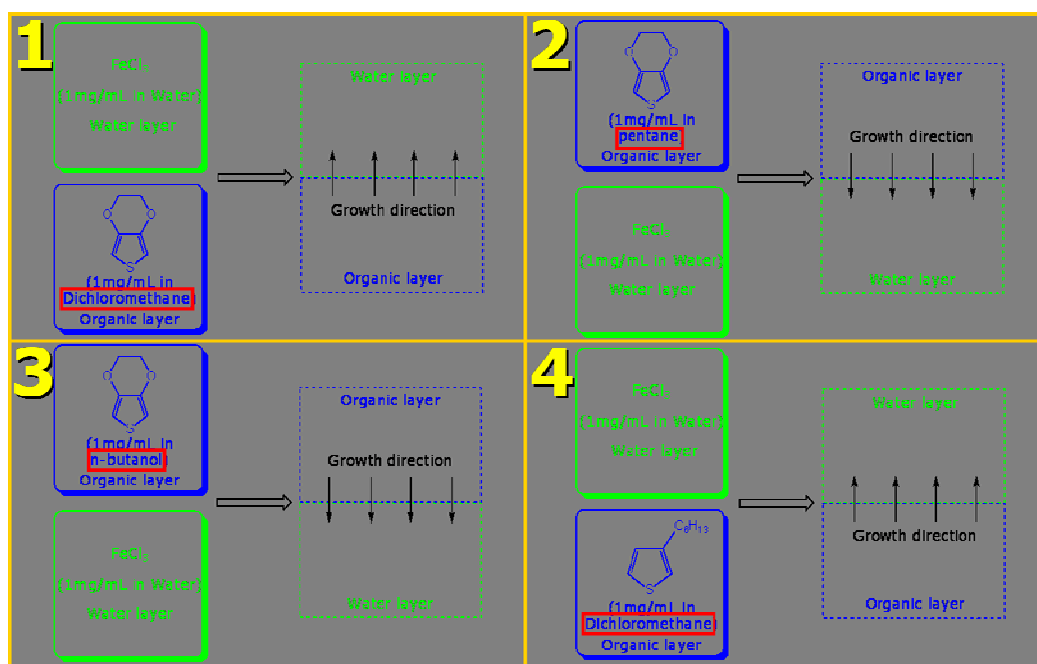 1
FeCl3
(1mg/mL in Water)
Water layer
O
O
S
(1mg/mL in
Dichloromethane)
Organic layer
Water layer
Growth direction
Organic layer
2
O
O
S
(1mg/mL in
pentane)
Organic layer
FeCl3
(1mg/mL in Water)
Water layer
Organic layer
Growth direction
Water layer
3
O
O
S
(1mg/mL in
n-butanol)
Organic layer
FeCl3
(1mg/mL in Water)
Water layer
Organic layer
Growth direction
Water layer
4
FeCl3
(1mg/mL in Water)
Water layer
C6H13
S
(1mg/mL in
Dichloromethane)
Organic layer
Water layer
Growth direction
Organic layer